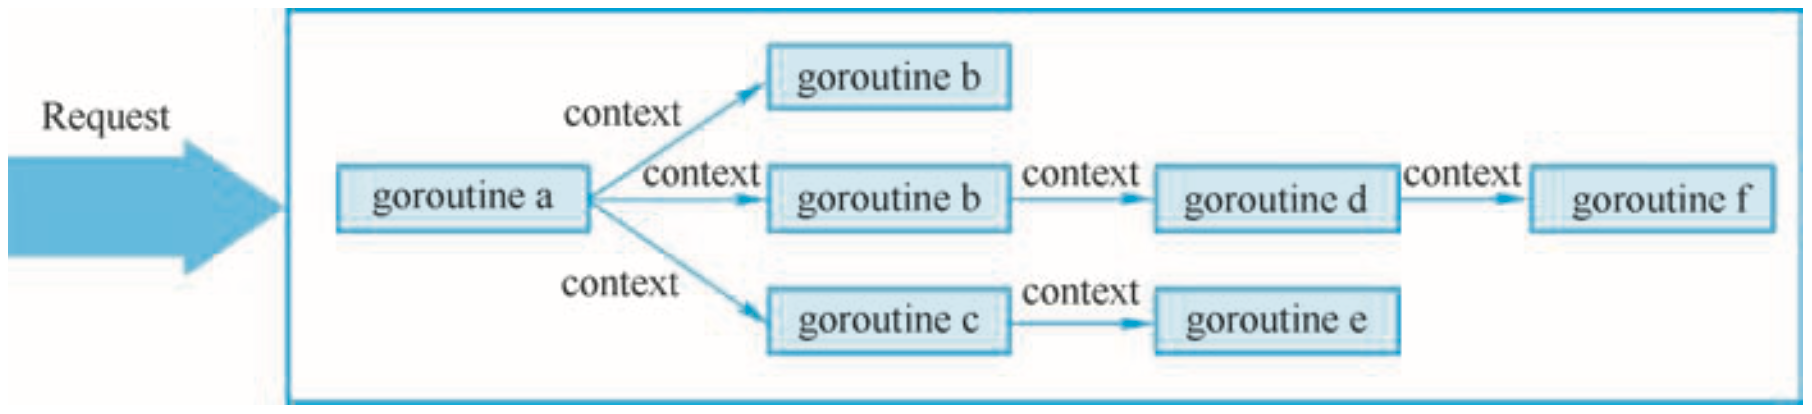 Request
goroutine a
context
goroutine b
context
goroutine b
context
goroutine d
context
goroutine f
context
goroutine c
context
goroutine e